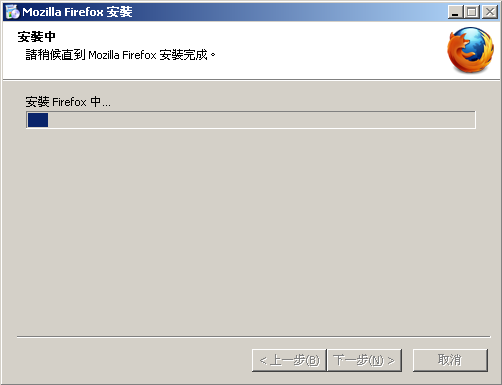 Mozilla Firefox 安裝
安裝中
請稍候直到 Mozilla Firefox 安裝完成。
安裝 Firefox 中...
< 上一步(B)
下一步(N) >
取消